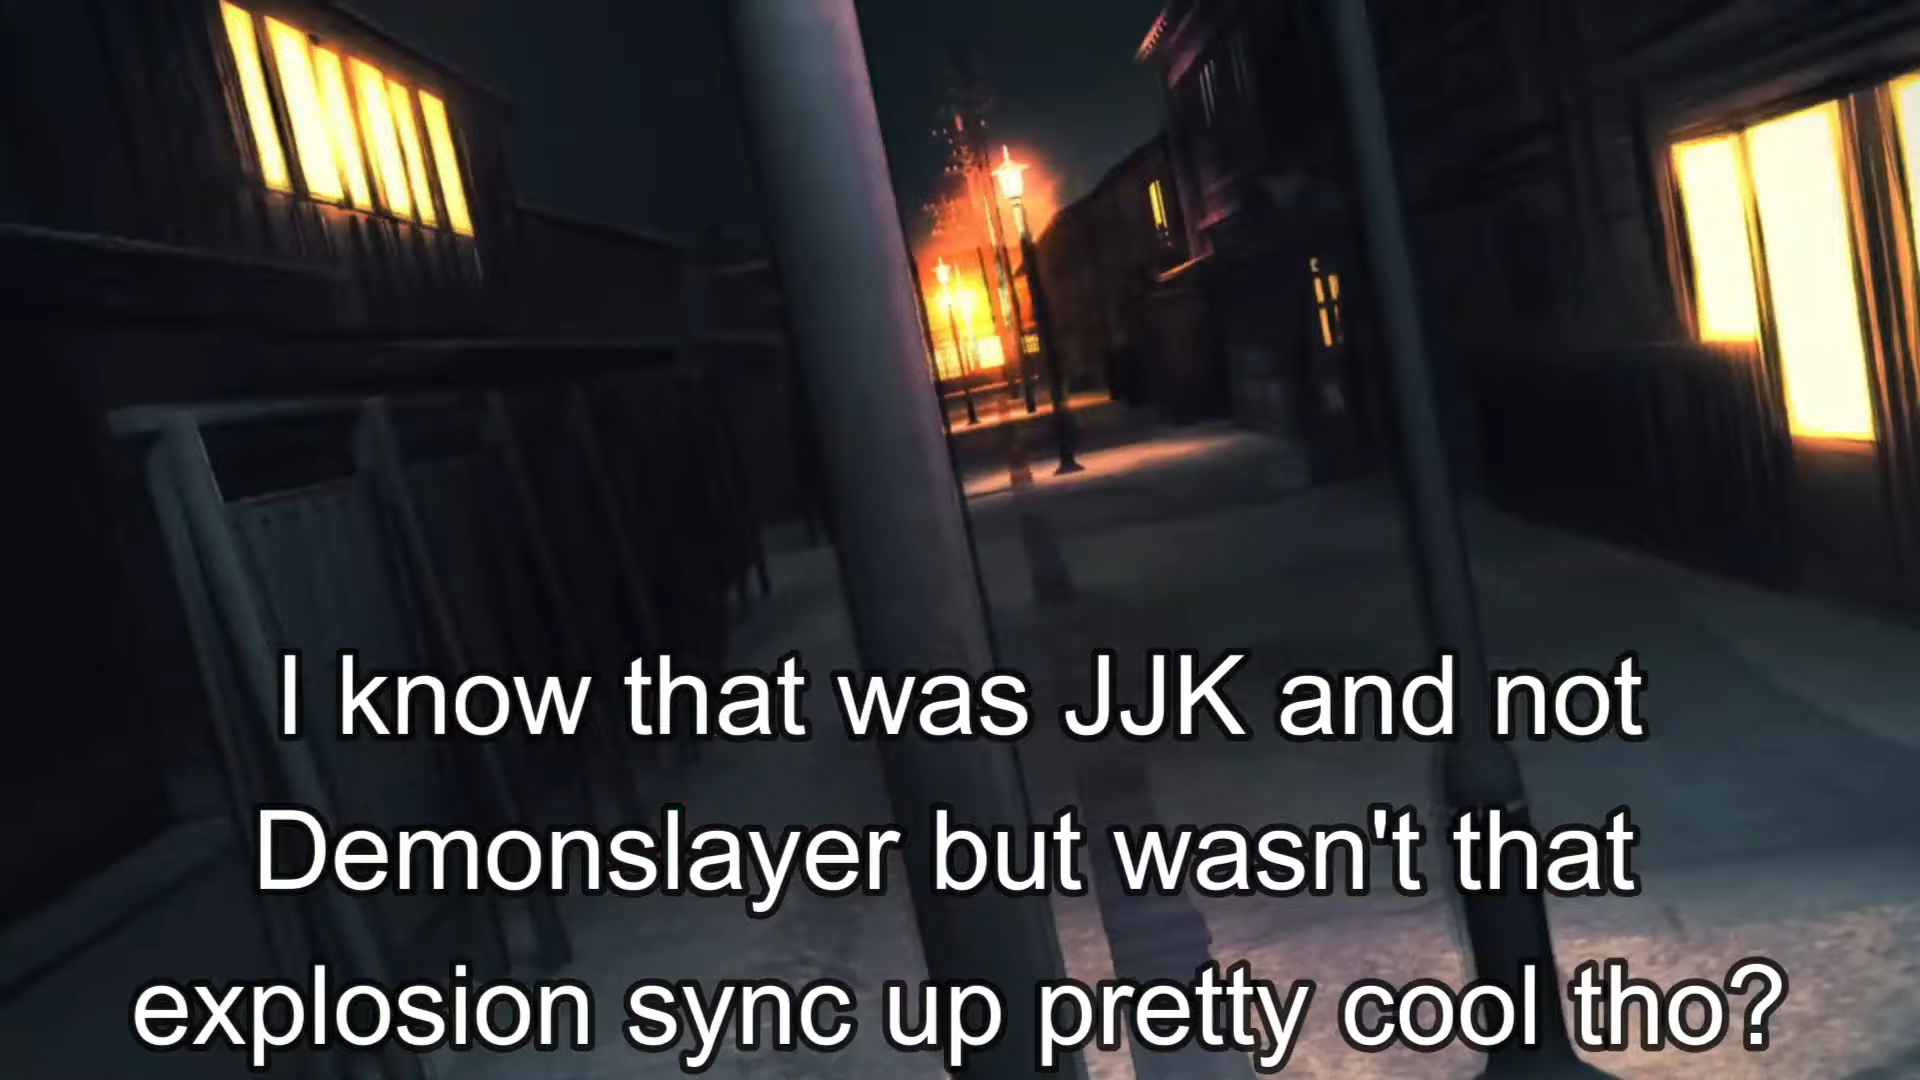 I know that was JJK and not
Demonslayer but wasn't that
explosion sync up pretty cool tho?